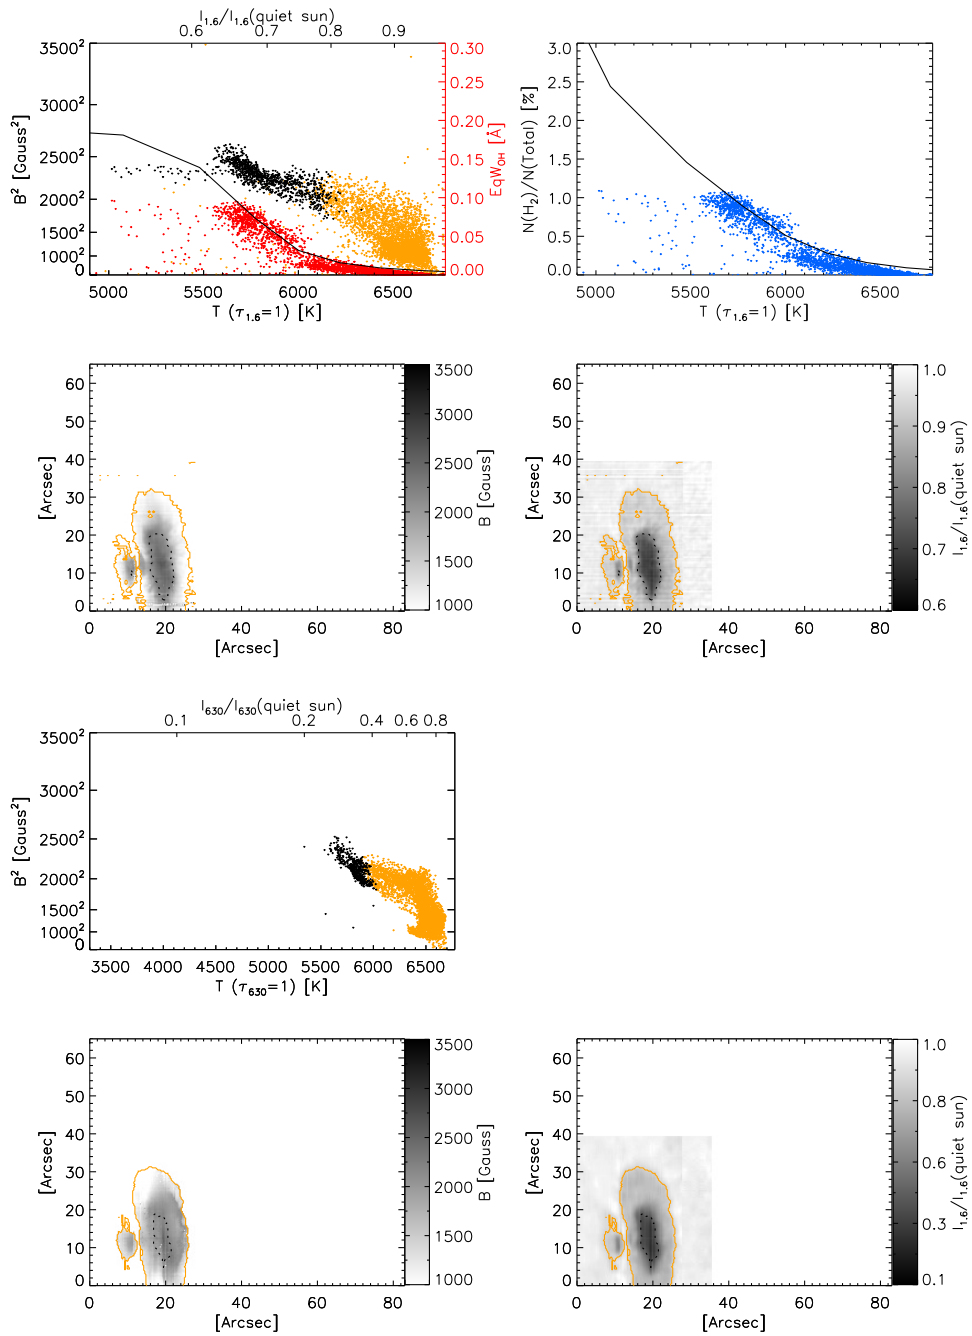 I1.6/I1.6(quiet sun)
0.6 0.7 0.8 0.9
3500² 3000² 2500² 2000² 1500² 1000² 0
B² [Gauss²]
0.30 0.25 0.20 0.15 0.10 0.05 0.00
EqWOH [Å]
5000 5500 6000 6500
T (τ1.6=1) [K]
3.0 2.5 2.0 1.5 1.0 0.5 0.0
N(H2)/N(Total) [%]
5000 5500 6000 6500
T (τ1.6=1) [K]
60 50 40 30 20 10 0
[Arcsec]
0 20 40 60 80
[Arcsec]
3500 3000 2500 2000 1500 1000
B [Gauss]
60 50 40 30 20 10 0
[Arcsec]
0 20 40 60 80
[Arcsec]
1.0 0.9 0.8 0.7 0.6
I1.6/I1.6(quiet sun)
I630/I630(quiet sun)
0.1 0.2 0.4 0.6 0.8
3500² 3000² 2500² 2000² 1500² 1000² 0
B² [Gauss²]
3500 4000 4500 5000 5500 6000 6500
T (τ630=1) [K]
60 50 40 30 20 10 0
[Arcsec]
0 20 40 60 80
[Arcsec]
3500 3000 2500 2000 1500 1000
B [Gauss]
60 50 40 30 20 10 0
[Arcsec]
0 20 40 60 80
[Arcsec]
1.0 0.8 0.6 0.3 0.1
I1.6/I1.6(quiet sun)